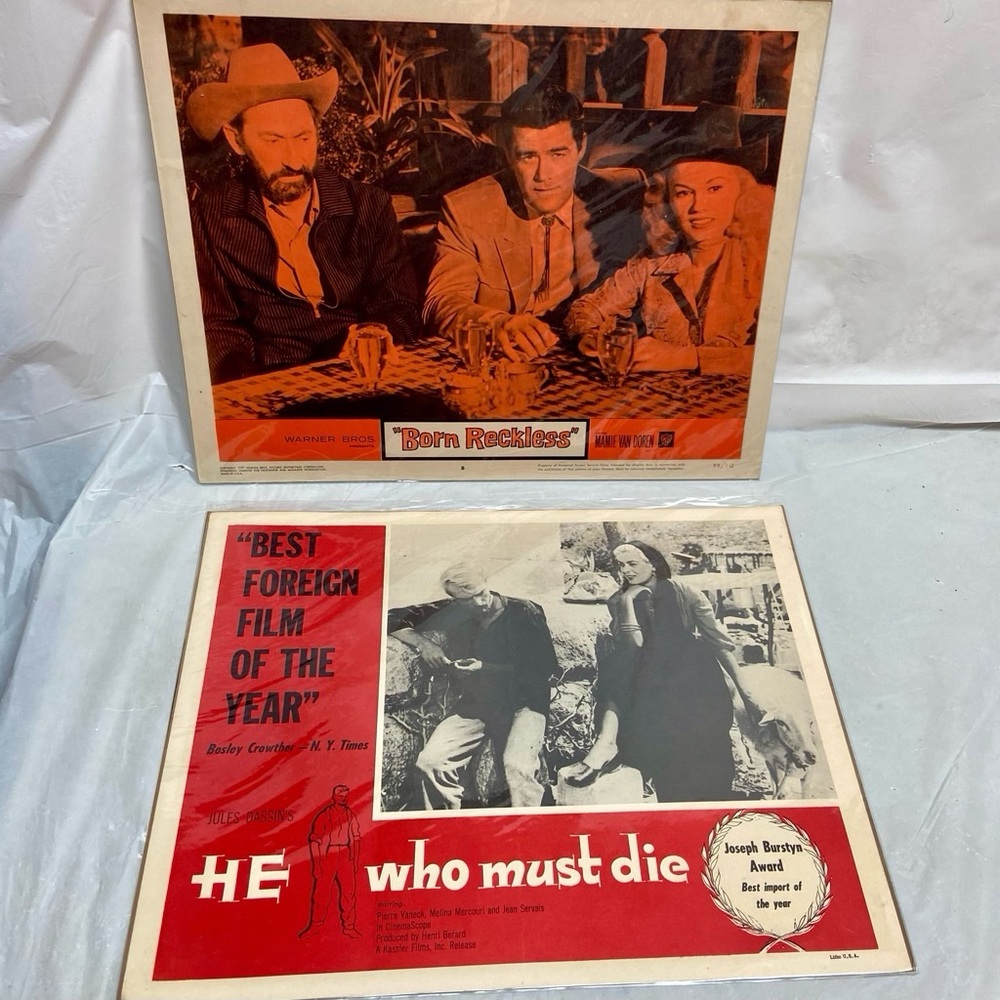 WARNER BROS.
PRESENTS
"Born Reckless"
MAMIE VAN DOREN
"BEST
FOREIGN
FILM
OF THE
YEAR"
Bosley Crowther - N. Y. Times
JULES DASSIN'S
HE who must die
starring
Pierre Vaneck, Melina Mercouri and Jean Servais
in CinemaScope
Produced by Henri Berard
A Kassler Films, Inc. Release
Joseph Burstyn
Award
Best import of
the year
Litho U.S.A.